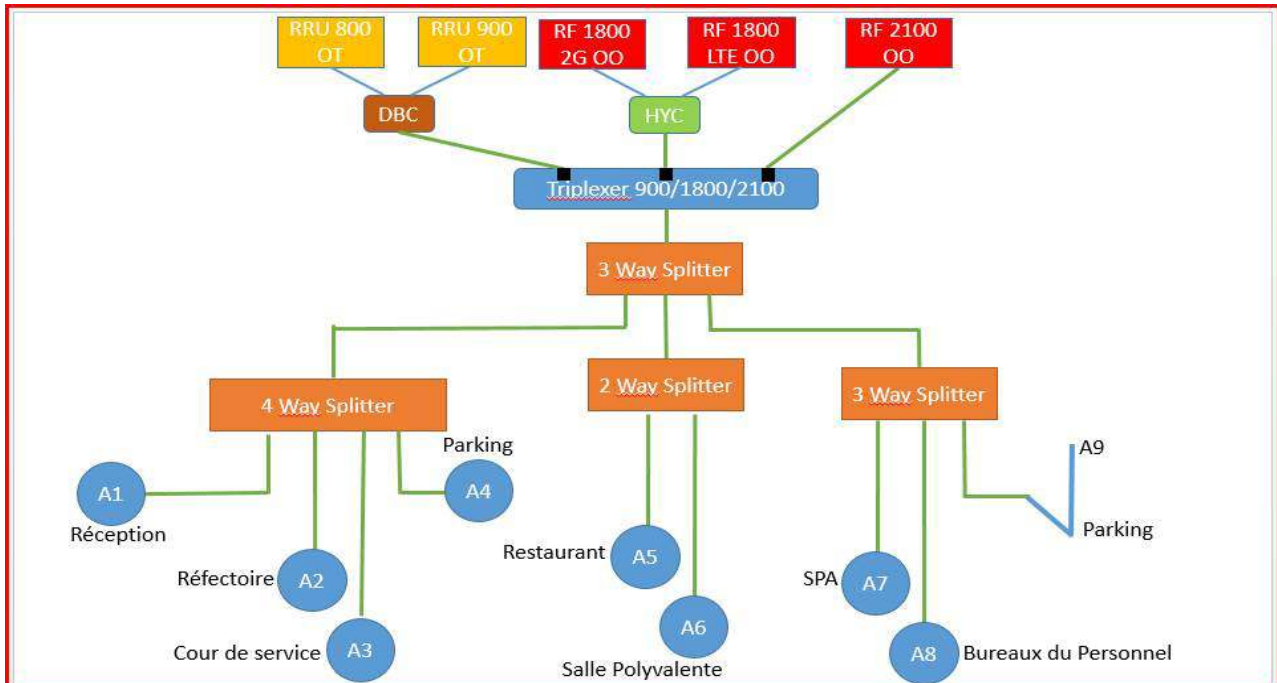 RRU 800
OT
RRU 900
OT
RF 1800
2G OO
RF 1800
LTE OO
RF 2100
OO
DBC
HYC
Triplexer 900/1800/2100
3 Way Splitter
4 Way Splitter
2 Way Splitter
3 Way Splitter
Parking
A9
A1
A4
Réception
Parking
Restaurant
A5
Réfectoire
A2
SPA
A7
Cour de service
A3
A6
Salle Polyvalente
A8
Bureaux du Personnel